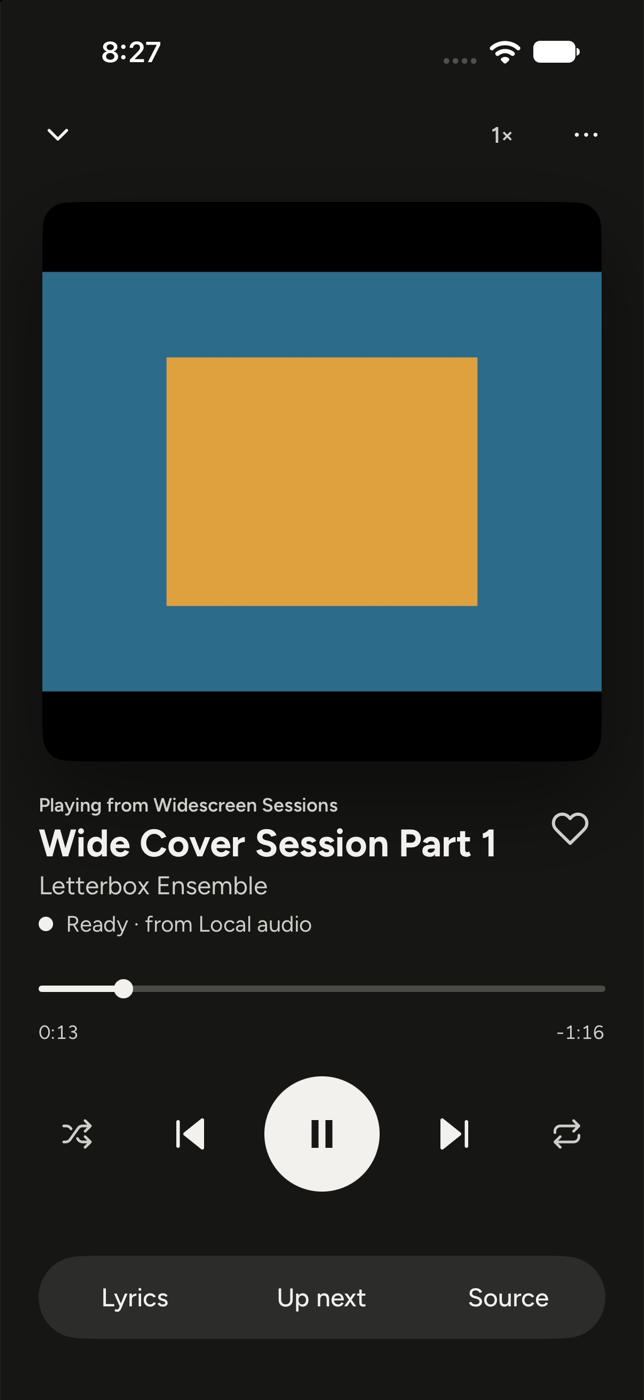 8:27
1×
Playing from Widescreen Sessions
Wide Cover Session Part 1
Letterbox Ensemble
Ready · from Local audio
0:13
-1:16
Lyrics
Up next
Source